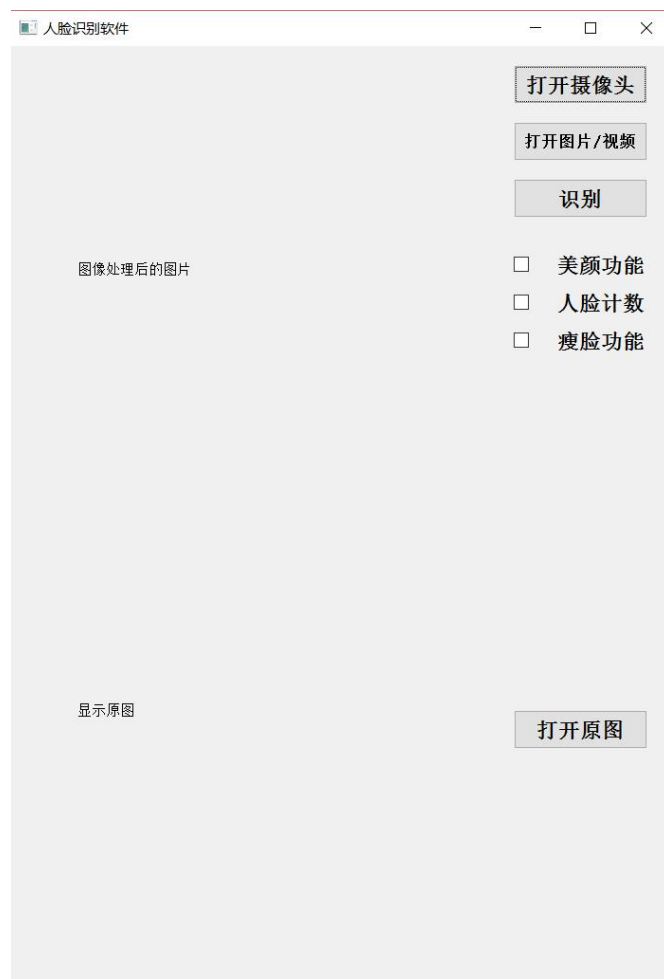 人脸识别软件
打开摄像头
打开图片/视频
识别
图像处理后的图片
美颜功能
人脸计数
瘦脸功能
显示原图
打开原图